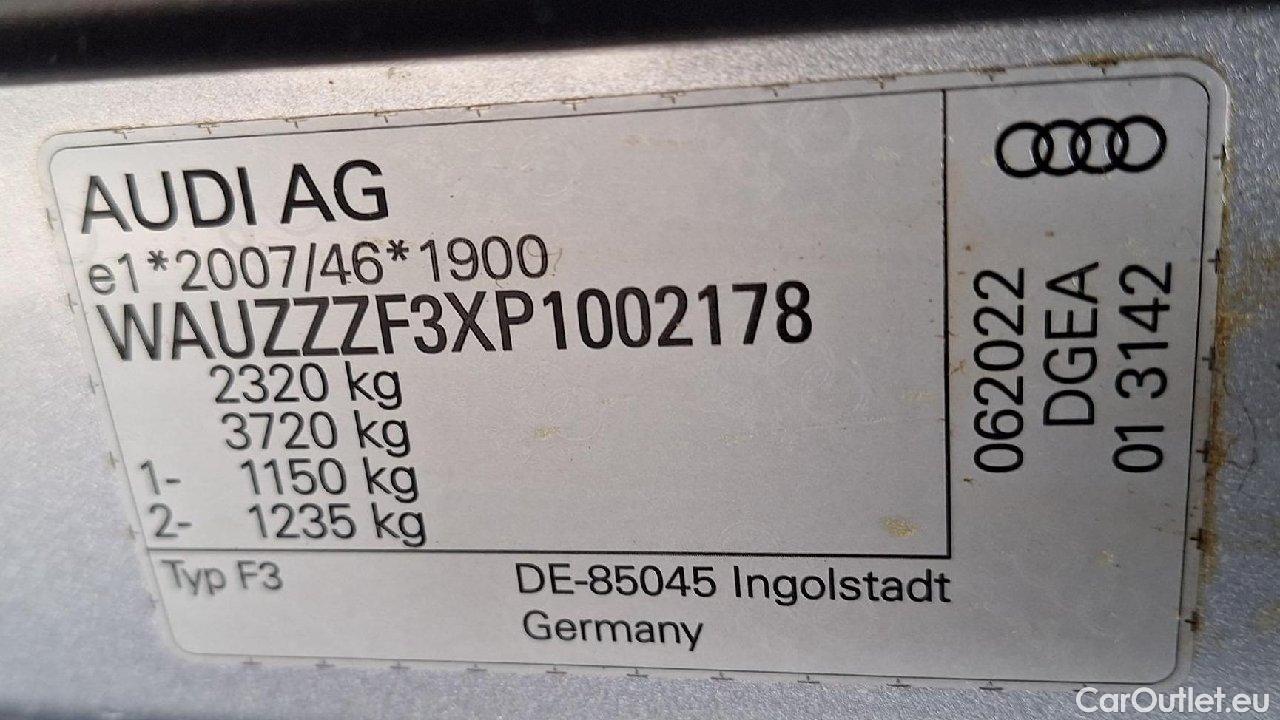 AUDI AG
e1*2007/46*1900
WAUZZZF3XP1002178
2320 kg
3720 kg
1- 1150 kg
2- 1235 kg
Typ F3
DE-85045 Ingolstadt
Germany
062022
DGEA
01 3142
CarOutlet.eu